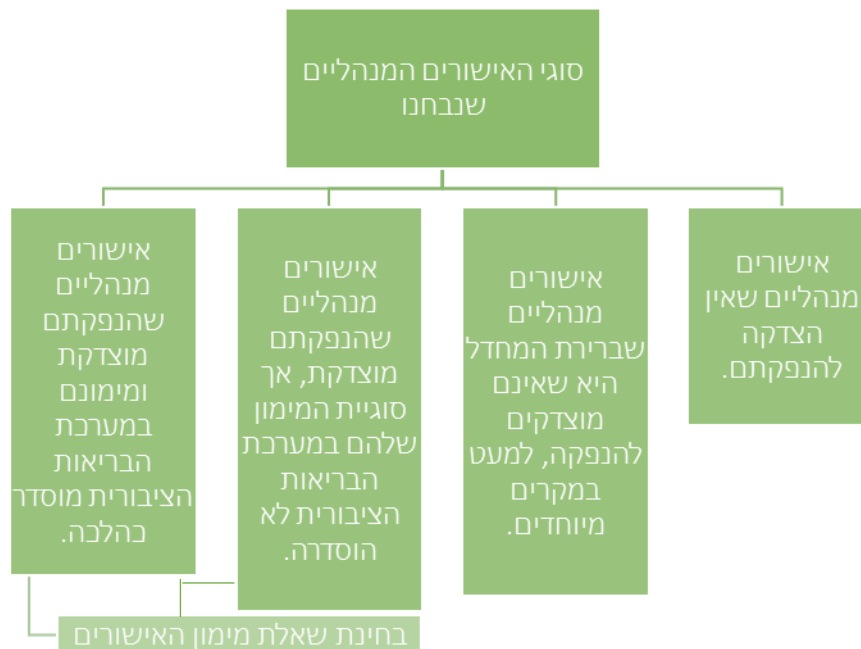 סוגי האישורים המנהליים
שנבחנו
אישורים
מנהליים שאין
הצדקה
להנפקתם.
אישורים
מנהליים
שברירת המחדל
היא שאינם
מוצדקים
להנפקה, למעט
במקרים
מיוחדים.
אישורים
מנהליים
שהנפקתם
מוצדקת, אך
סוגיית המימון
שלהם במערכת
הבריאות
הציבורית לא
הוסדרה.
אישורים
מנהליים
שהנפקתם
מוצדקת
ומימונם
במערכת
הבריאות
הציבורית מוסדר
כהלכה.
בחינת שאלת מימון האישורים